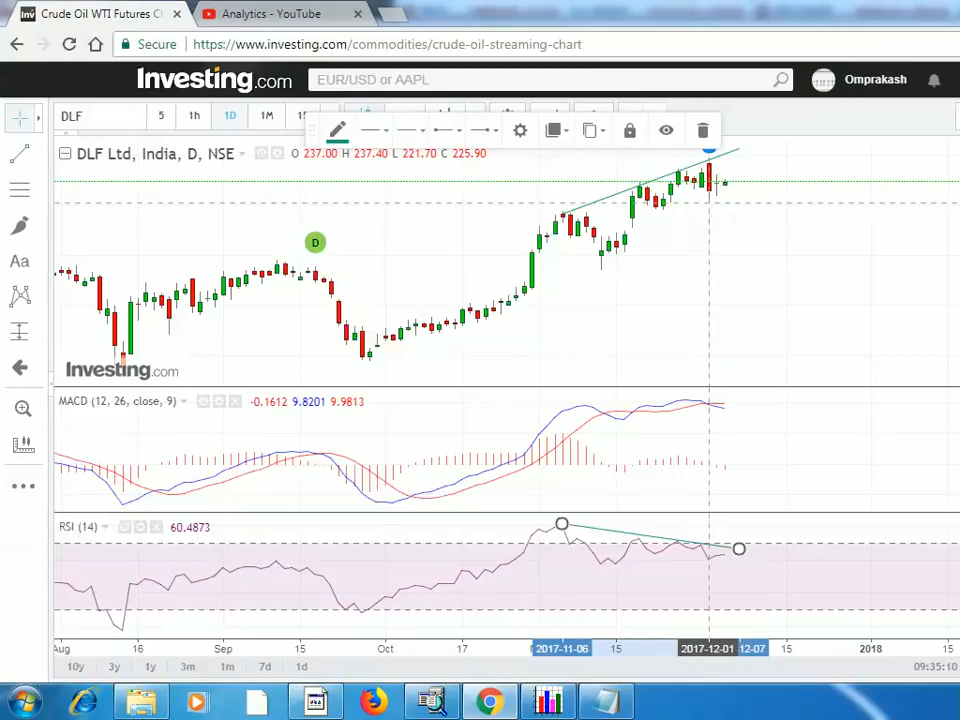 Crude Oil WTI Futures C
Analytics - YouTube
Secure
https://www.investing.com/commodities/crude-oil-streaming-chart
Investing.com
EUR/USD or AAPL
Omprakash
DLF
5
1h
1D
1M
DLF Ltd, India, D, NSE
O 237.00 H 237.40 L 221.70 C 225.90
D
Aa
Investing.com
MACD (12, 26, close, 9)
-0.1612 9.8201 9.9813
RSI (14)
60.4873
Aug
16
Sep
15
Oct
17
2017-11-06
15
2017-12-01
12-07
15
2018
15
10y
3y
1y
3m
1m
7d
1d
09:35:10